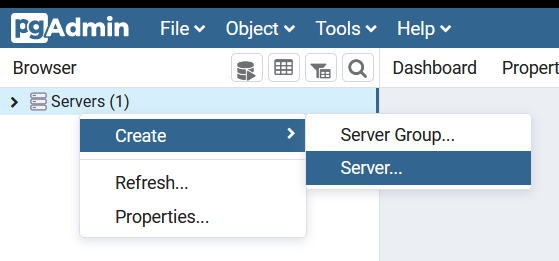 pgAdmin File Object Tools Help
Browser Dashboard Propert
Servers (1)
Create Server Group...
Server...
Refresh...
Properties...